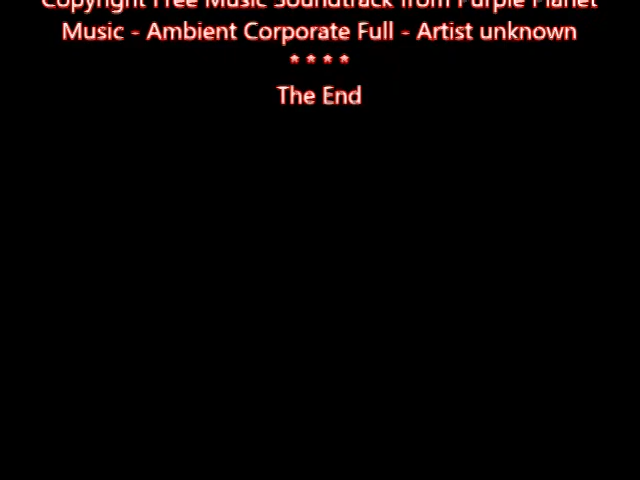 Copyright Free Music Soundtrack from Purple Planet
Music - Ambient Corporate Full - Artist unknown
* * * *
The End